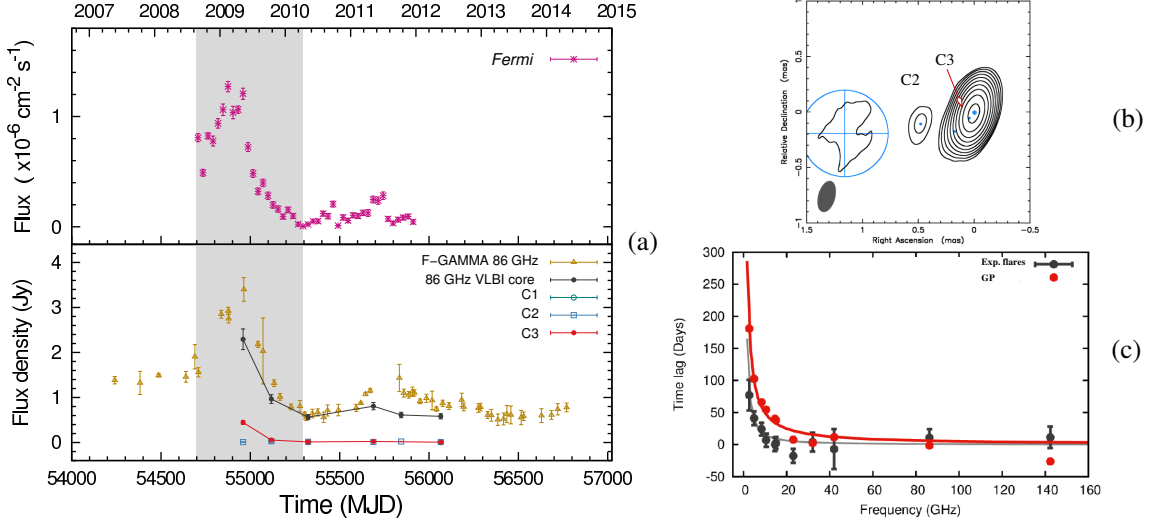 2007 2008 2009 2010 2011 2012 2013 2014 2015
Flux ( x10⁻⁶ cm⁻² s⁻¹)
1
0
Fermi
Flux density (Jy)
4
3
2
1
0
F-GAMMA 86 GHz
86 GHz VLBI core
C1
C2
C3
54000 54500 55000 55500 56000 56500 57000
Time (MJD)
(a)
Relative Declination (mas)
1
0.5
0
-0.5
-1
C2
C3
1.5 1 0.5 0 -0.5
Right Ascension (mas)
(b)
Time lag (Days)
300
250
200
150
100
50
0
-50
Exp. flares
GP
0 20 40 60 80 100 120 140 160
Frequency (GHz)
(c)